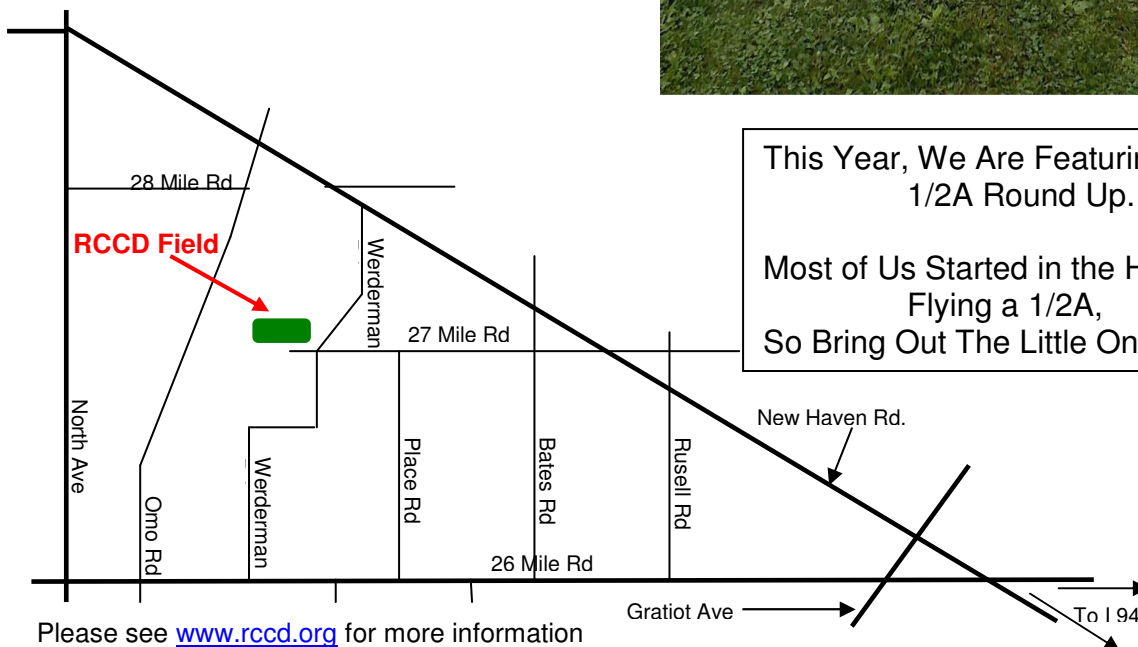 This Year, We Are Featuri
1/2A Round Up.
Most of Us Started in the H
Flying a 1/2A,
So Bring Out The Little On
28 Mile Rd
RCCD Field
Werderman
27 Mile Rd
North Ave
New Haven Rd.
Omo Rd
Werderman
Place Rd
Bates Rd
Rusell Rd
26 Mile Rd
Gratiot Ave
To I 94
Please see www.rccd.org for more information